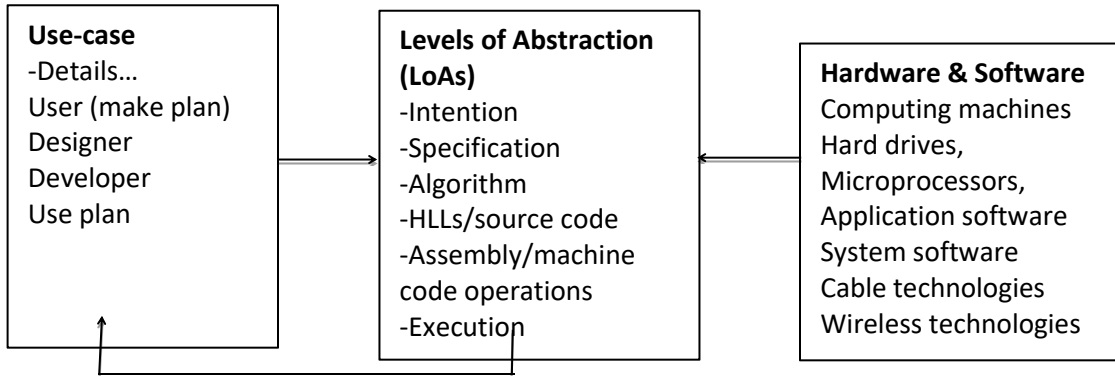 Use-case
-Details...
User (make plan)
Designer
Developer
Use plan
Levels of Abstraction
(LoAs)
-Intention
-Specification
-Algorithm
-HLLs/source code
-Assembly/machine
code operations
-Execution
Hardware & Software
Computing machines
Hard drives,
Microprocessors,
Application software
System software
Cable technologies
Wireless technologies